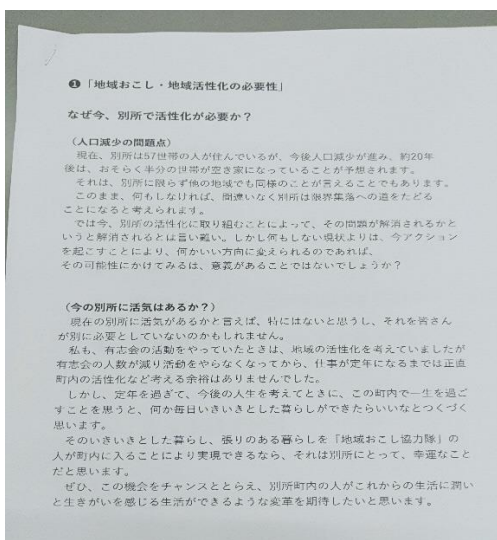 ❶「地域おこし・地域活性化の必要性」
なぜ今、別所で活性化が必要か？
（人口減少の問題点）
現在、別所は57世帯の人が住んでいるが、今後人口減少が進み、約20年
後は、おそらく半分の世帯が空き家になっていることが予想されます。
それは、別所に限らず他の地域でも同様のことが言えることでもあります。
このまま、何もしなければ、間違いなく別所は限界集落への道をたどる
ことになると考えられます。
では今、別所の活性化に取り組むことによって、その問題が解消されるかと
いうと解消されるとは言い難い。しかし何もしない現状よりは、今アクション
を起こすことにより、何かいい方向に変えられるのであれば、
その可能性にかけてみるは、意義があることではないでしょうか？
（今の別所に活気はあるか？）
現在の別所に活気があるかと言えば、特にはないと思うし、それを皆さん
が別に必要としていないのかもしれません。
私も、有志会の活動をやっていたときは、地域の活性化を考えていましたが
有志会の人数が減り活動をやらなくなってから、仕事が定年になるまでは正直
町内の活性化など考える余裕はありませんでした。
しかし、定年を過ぎて、今後の人生を考えてときに、この町内で一生を過ご
すことを思うと、何か毎日いきいきとした暮らしができたらいいなとつくづく
思います。
そのいきいきとした暮らし、張りのある暮らしを「地域おこし協力隊」の
人が町内に入ることにより実現できるなら、それは別所にとって、幸運なこと
だと思います。
ぜひ、この機会をチャンスととらえ、別所町内の人がこれからの生活に潤い
と生きがいを感じる生活ができるような変革を期待したいと思います。